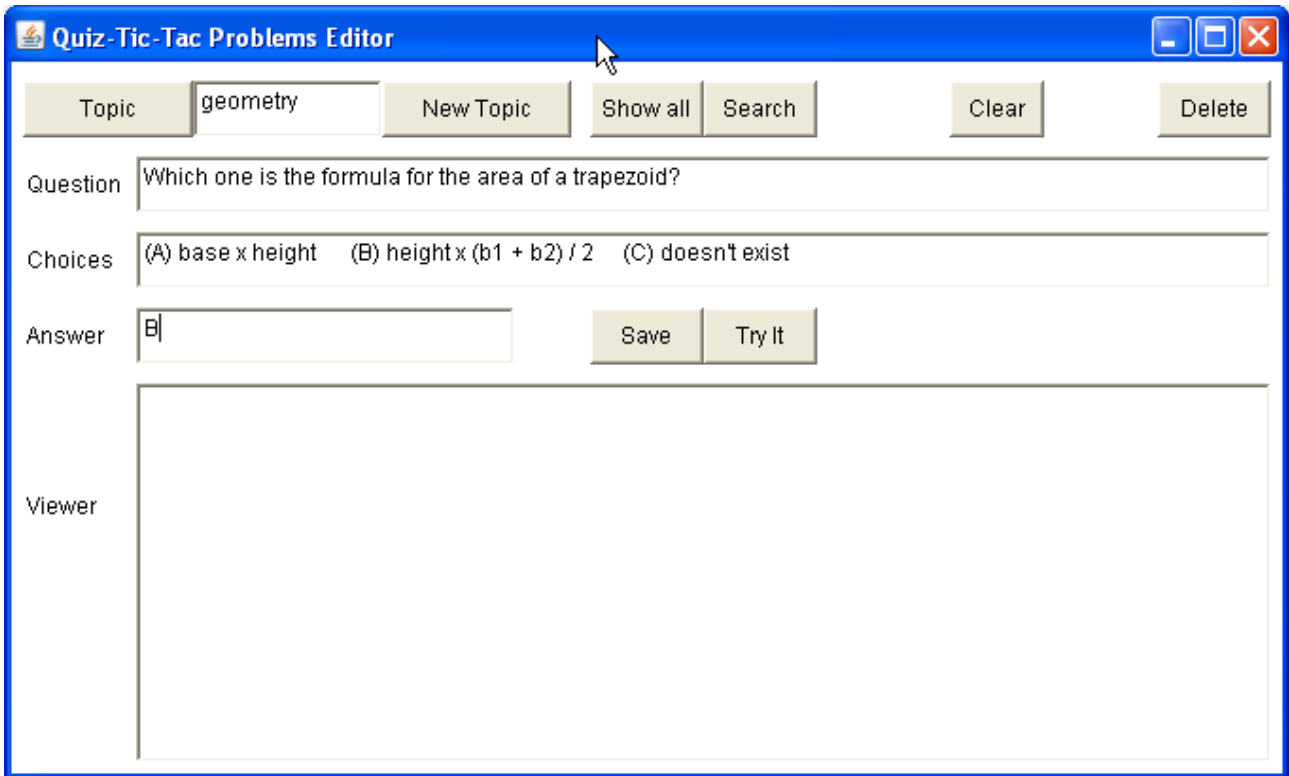 Quiz-Tic-Tac Problems Editor
Topic geometry New Topic Show all Search Clear Delete
Question Which one is the formula for the area of a trapezoid?
Choices (A) base x height (B) height x (b1 + b2) / 2 (C) doesn't exist
Answer B Save Try It
Viewer